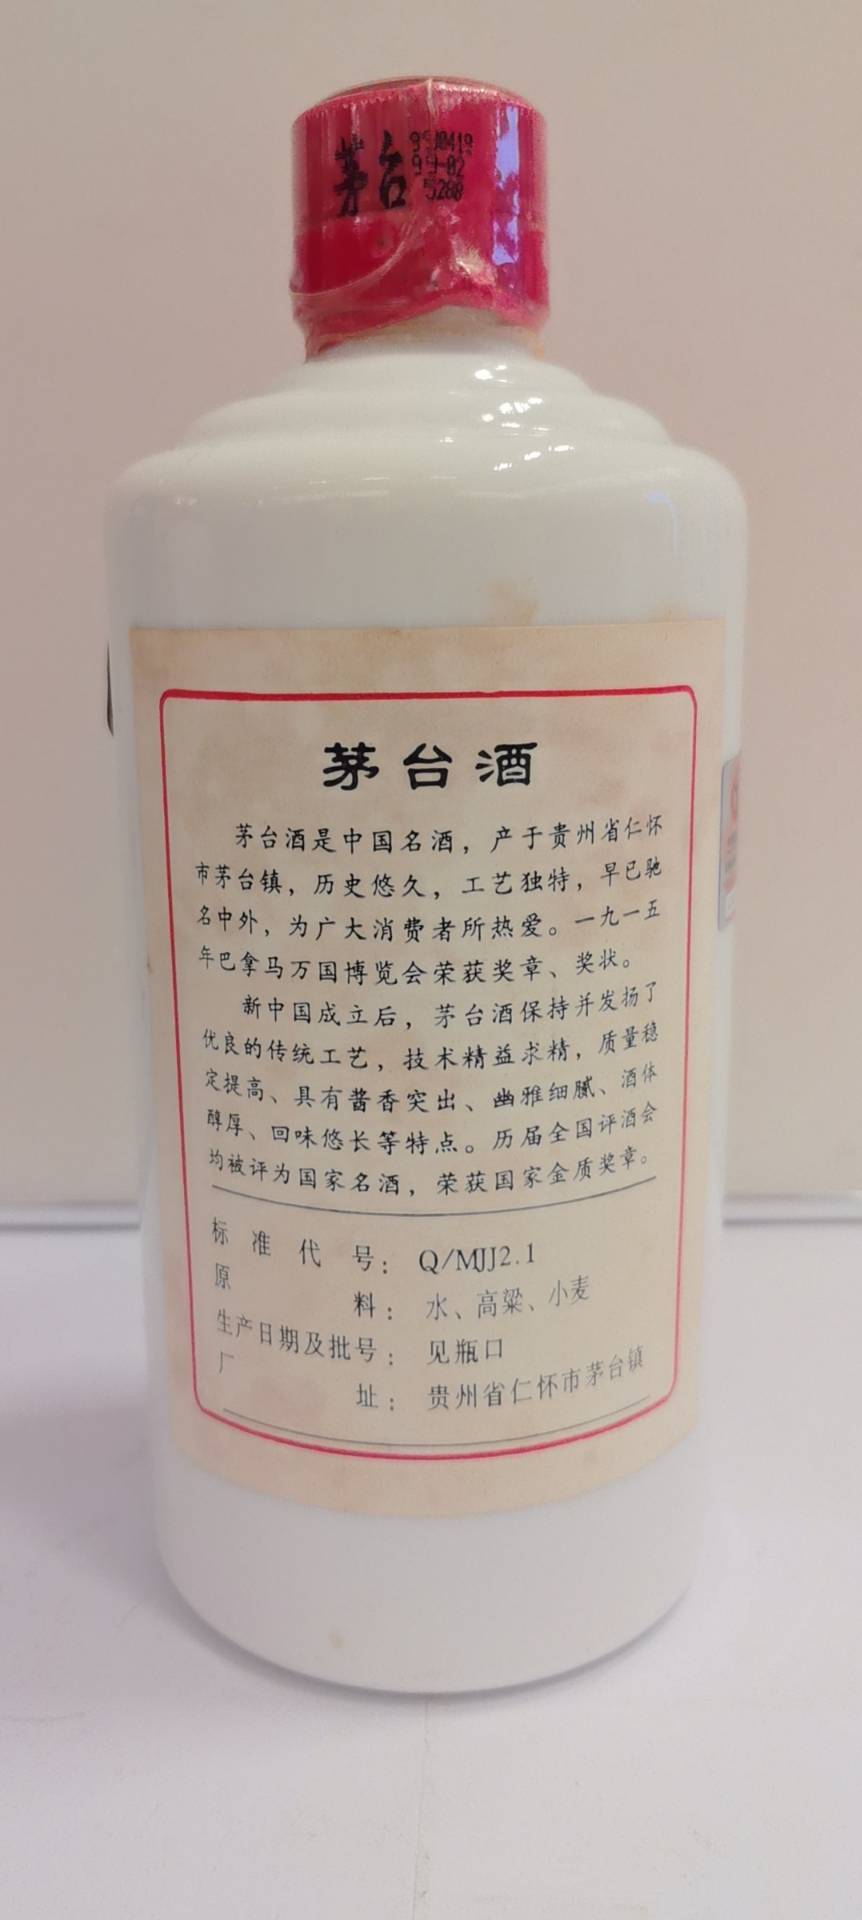 茅台
990419
99-02
5288
茅台酒
茅台酒是中国名酒，产于贵州省仁怀
市茅台镇，历史悠久，工艺独特，早已驰
名中外，为广大消费者所热爱。一九一五
年巴拿马万国博览会荣获奖章、奖状。
新中国成立后，茅台酒保持并发扬了
优良的传统工艺，技术精益求精，质量稳
定提高、具有酱香突出、幽雅细腻、酒体
醇厚、回味悠长等特点。历届全国评酒会
均被评为国家名酒，荣获国家金质奖章。
标准代号：Q/MJJ2.1
原料：水、高粱、小麦
生产日期及批号：见瓶口
厂址：贵州省仁怀市茅台镇